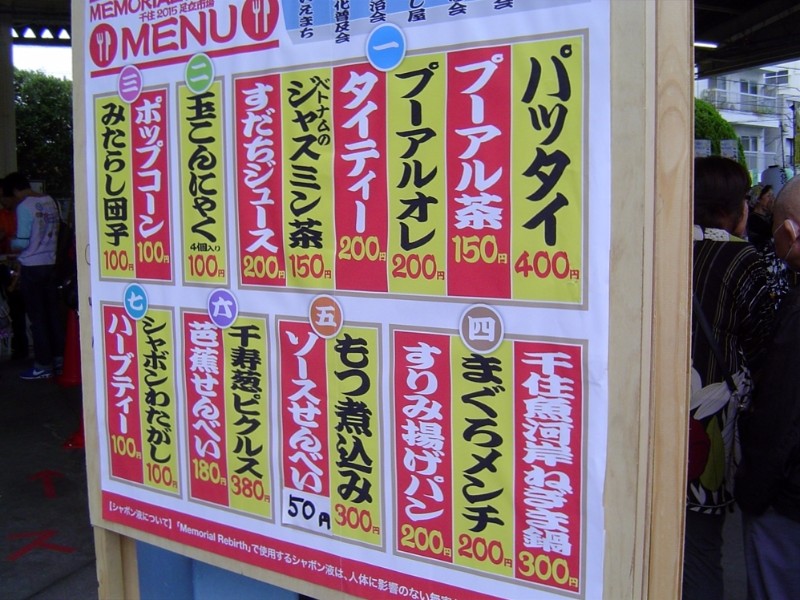 MEMORIA
千住 2015 足立市場
MENU
一
パッタイ 400円
プーアル茶 150円
プーアルオレ 200円
タイティー 200円
ベトナムの
ジャスミン茶 150円
すだちジュース 200円
二
玉こんにゃく 4個入り 100円
三
ポップコーン 100円
みたらし団子 100円
四
千住魚河岸ねぎま鍋 300円
まぐろメンチ 200円
すりみ揚げパン 200円
五
もつ煮込み 300円
ソースせんべい 50円
六
千寿葱ピクルス 380円
芭蕉せんべい 180円
七
シャボンわたがし 100円
ハーブティー 100円
【シャボン液について】「Memorial Rebirth」で使用するシャボン液は、人体に影響のない